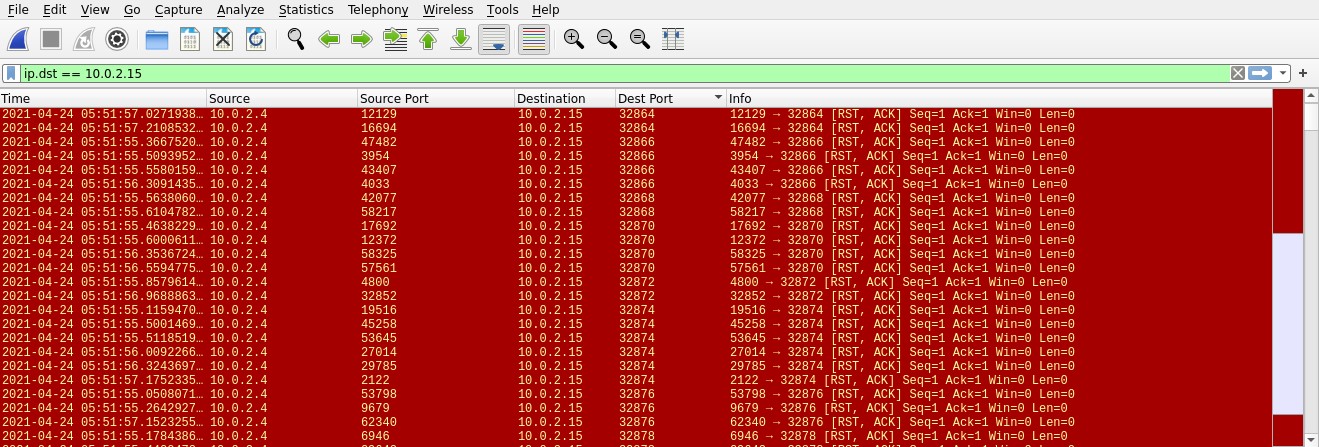 File Edit View Go Capture Analyze Statistics Telephony Wireless Tools Help
ip.dst == 10.0.2.15
Time Source Source Port Destination Dest Port Info
2021-04-24 05:51:57.0271938… 10.0.2.4 12129 10.0.2.15 32864 12129 → 32864 [RST, ACK] Seq=1 Ack=1 Win=0 Len=0
2021-04-24 05:51:57.2108532… 10.0.2.4 16694 10.0.2.15 32864 16694 → 32864 [RST, ACK] Seq=1 Ack=1 Win=0 Len=0
2021-04-24 05:51:55.3667520… 10.0.2.4 47482 10.0.2.15 32866 47482 → 32866 [RST, ACK] Seq=1 Ack=1 Win=0 Len=0
2021-04-24 05:51:55.5093952… 10.0.2.4 3954 10.0.2.15 32866 3954 → 32866 [RST, ACK] Seq=1 Ack=1 Win=0 Len=0
2021-04-24 05:51:55.5580159… 10.0.2.4 43407 10.0.2.15 32866 43407 → 32866 [RST, ACK] Seq=1 Ack=1 Win=0 Len=0
2021-04-24 05:51:56.3091435… 10.0.2.4 4033 10.0.2.15 32866 4033 → 32866 [RST, ACK] Seq=1 Ack=1 Win=0 Len=0
2021-04-24 05:51:55.5638060… 10.0.2.4 42077 10.0.2.15 32868 42077 → 32868 [RST, ACK] Seq=1 Ack=1 Win=0 Len=0
2021-04-24 05:51:55.6104782… 10.0.2.4 58217 10.0.2.15 32868 58217 → 32868 [RST, ACK] Seq=1 Ack=1 Win=0 Len=0
2021-04-24 05:51:55.4638229… 10.0.2.4 17692 10.0.2.15 32870 17692 → 32870 [RST, ACK] Seq=1 Ack=1 Win=0 Len=0
2021-04-24 05:51:55.6000611… 10.0.2.4 12372 10.0.2.15 32870 12372 → 32870 [RST, ACK] Seq=1 Ack=1 Win=0 Len=0
2021-04-24 05:51:56.3536724… 10.0.2.4 58325 10.0.2.15 32870 58325 → 32870 [RST, ACK] Seq=1 Ack=1 Win=0 Len=0
2021-04-24 05:51:56.5594775… 10.0.2.4 57561 10.0.2.15 32870 57561 → 32870 [RST, ACK] Seq=1 Ack=1 Win=0 Len=0
2021-04-24 05:51:55.8579614… 10.0.2.4 4800 10.0.2.15 32872 4800 → 32872 [RST, ACK] Seq=1 Ack=1 Win=0 Len=0
2021-04-24 05:51:56.9688863… 10.0.2.4 32852 10.0.2.15 32872 32852 → 32872 [RST, ACK] Seq=1 Ack=1 Win=0 Len=0
2021-04-24 05:51:55.1159470… 10.0.2.4 19516 10.0.2.15 32874 19516 → 32874 [RST, ACK] Seq=1 Ack=1 Win=0 Len=0
2021-04-24 05:51:55.5001469… 10.0.2.4 45258 10.0.2.15 32874 45258 → 32874 [RST, ACK] Seq=1 Ack=1 Win=0 Len=0
2021-04-24 05:51:55.5118519… 10.0.2.4 53645 10.0.2.15 32874 53645 → 32874 [RST, ACK] Seq=1 Ack=1 Win=0 Len=0
2021-04-24 05:51:56.0092266… 10.0.2.4 27014 10.0.2.15 32874 27014 → 32874 [RST, ACK] Seq=1 Ack=1 Win=0 Len=0
2021-04-24 05:51:56.3243697… 10.0.2.4 29785 10.0.2.15 32874 29785 → 32874 [RST, ACK] Seq=1 Ack=1 Win=0 Len=0
2021-04-24 05:51:57.1752335… 10.0.2.4 2122 10.0.2.15 32874 2122 → 32874 [RST, ACK] Seq=1 Ack=1 Win=0 Len=0
2021-04-24 05:51:55.0508071… 10.0.2.4 53798 10.0.2.15 32876 53798 → 32876 [RST, ACK] Seq=1 Ack=1 Win=0 Len=0
2021-04-24 05:51:55.2642927… 10.0.2.4 9679 10.0.2.15 32876 9679 → 32876 [RST, ACK] Seq=1 Ack=1 Win=0 Len=0
2021-04-24 05:51:57.1523255… 10.0.2.4 62340 10.0.2.15 32876 62340 → 32876 [RST, ACK] Seq=1 Ack=1 Win=0 Len=0
2021-04-24 05:51:55.1784386… 10.0.2.4 6946 10.0.2.15 32878 6946 → 32878 [RST, ACK] Seq=1 Ack=1 Win=0 Len=0